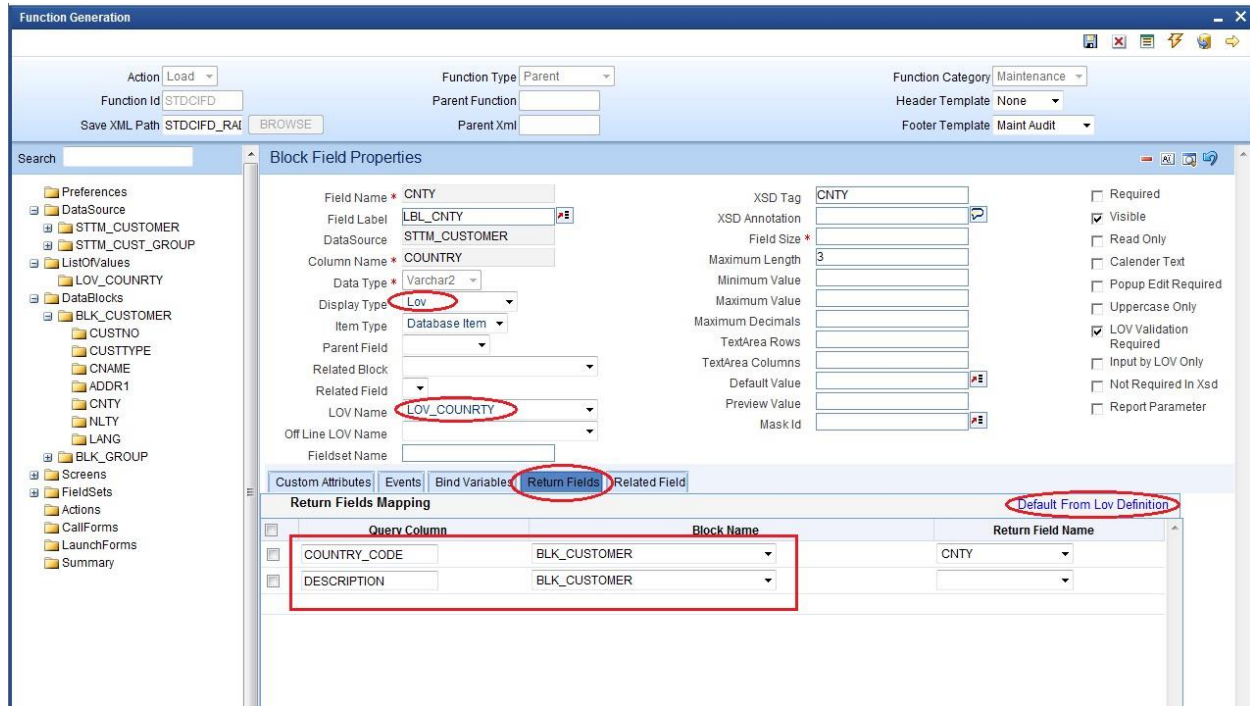 Function Generation
Action Load
Function Type Parent
Function Category Maintenance
Function Id STDCIFD
Parent Function
Header Template None
Save XML Path STDCIFD_RAD BROWSE
Parent Xml
Footer Template Maint Audit
Search
Preferences
DataSource
STTM_CUSTOMER
STTM_CUST_GROUP
ListOfValues
LOV_COUNRTY
DataBlocks
BLK_CUSTOMER
CUSTNO
CUSTTYPE
CNAME
ADDR1
CNTY
NLTY
LANG
BLK_GROUP
Screens
FieldSets
Actions
CallForms
LaunchForms
Summary
Block Field Properties
Field Name * CNTY
Field Label LBL_CNTY
DataSource STTM_CUSTOMER
Column Name * COUNTRY
Data Type * Varchar2
Display Type Lov
Item Type Database Item
Parent Field
Related Block
Related Field
LOV Name LOV_COUNRTY
Off Line LOV Name
Fieldset Name
XSD Tag CNTY
XSD Annotation
Field Size *
Maximum Length 3
Minimum Value
Maximum Value
Maximum Decimals
TextArea Rows
TextArea Columns
Default Value
Preview Value
Mask Id
Required
Visible
Read Only
Calender Text
Popup Edit Required
Uppercase Only
LOV Validation
Required
Input by LOV Only
Not Required In Xsd
Report Parameter
Custom Attributes Events Bind Variables Return Fields Related Field
Return Fields Mapping
Default From Lov Definition
Query Column Block Name Return Field Name
COUNTRY_CODE BLK_CUSTOMER CNTY
DESCRIPTION BLK_CUSTOMER